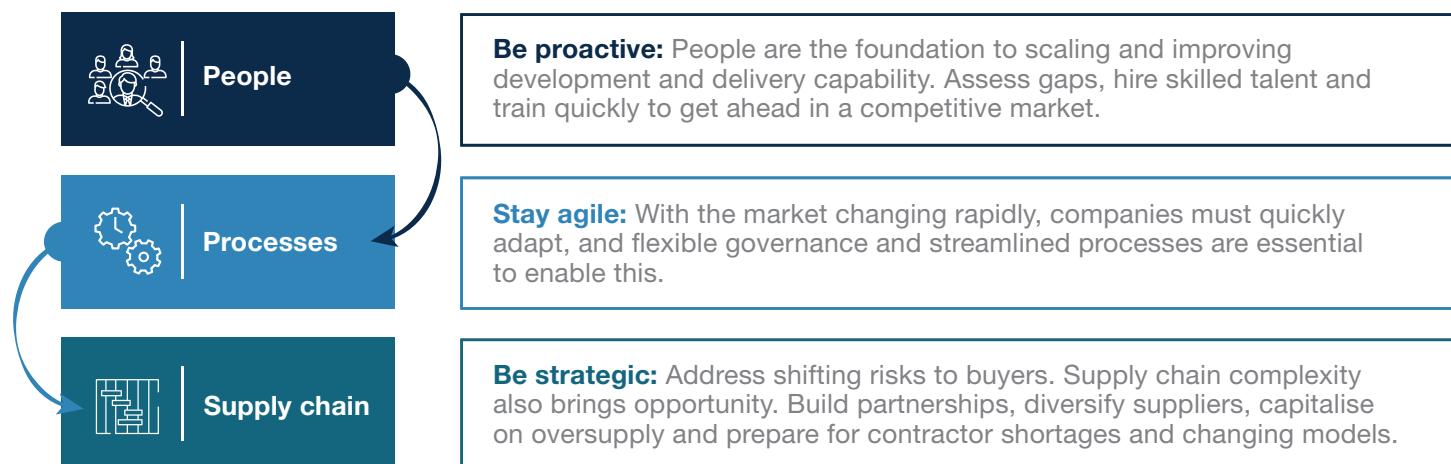 People
Be proactive: People are the foundation to scaling and improving
development and delivery capability. Assess gaps, hire skilled talent and
train quickly to get ahead in a competitive market.
Processes
Stay agile: With the market changing rapidly, companies must quickly
adapt, and flexible governance and streamlined processes are essential
to enable this.
Supply chain
Be strategic: Address shifting risks to buyers. Supply chain complexity
also brings opportunity. Build partnerships, diversify suppliers, capitalise
on oversupply and prepare for contractor shortages and changing models.